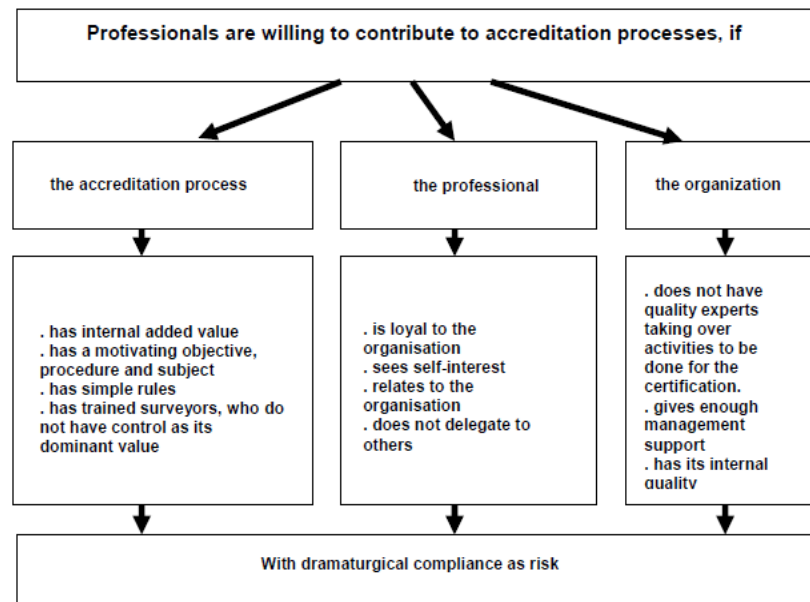 Professionals are willing to contribute to accreditation processes, if
the accreditation process
the professional
the organization
. has internal added value
. has a motivating objective,
procedure and subject
. has simple rules
. has trained surveyors, who do
not have control as its
dominant value
. is loyal to the
organisation
. sees self-interest
. relates to the
organisation
. does not delegate to
others
. does not have
quality experts
taking over
activities to be
done for the
certification.
. gives enough
management
support
. has its internal
quality
With dramaturgical compliance as risk